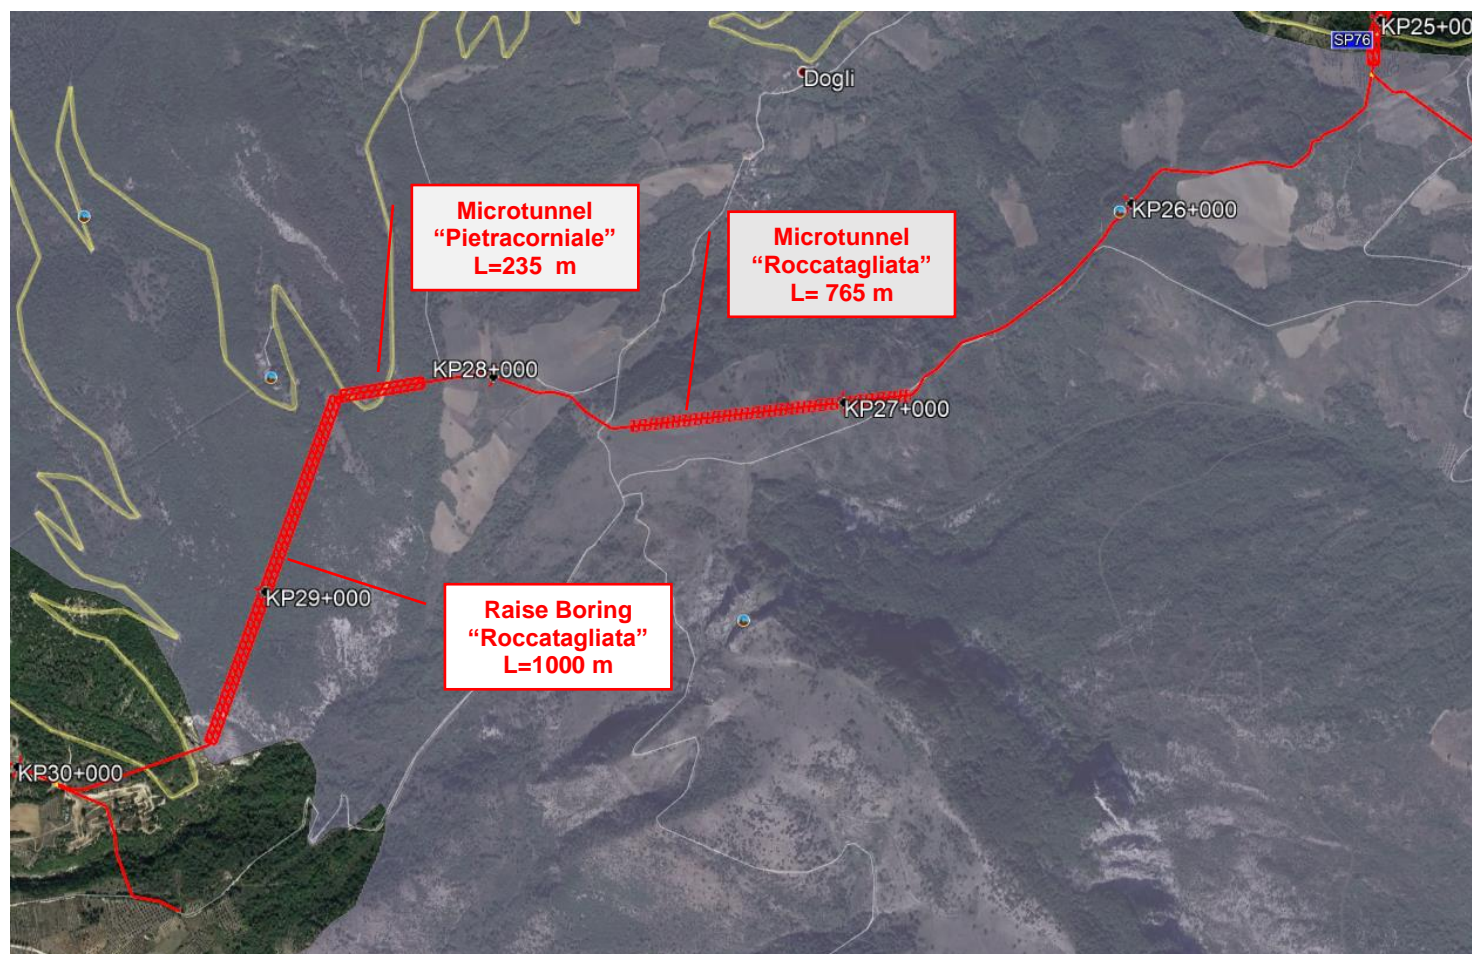 KP25+00
SP76
Dogli
Microtunnel
“Pietracorniale”
L=235  m
Microtunnel
“Roccatagliata”
L= 765 m
KP26+000
KP28+000
KP27+000
KP29+000
Raise Boring
“Roccatagliata”
L=1000 m
KP30+000